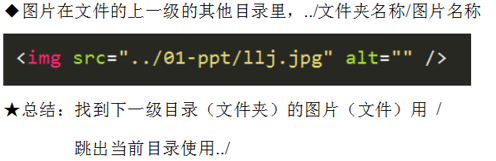 ◆图片在文件的上一级的其他目录里，../文件夹名称/图片名称
<img src="../01-ppt/llj.jpg" alt="" />
★总结：找到下一级目录（文件夹）的图片（文件）用 /
跳出当前目录使用../